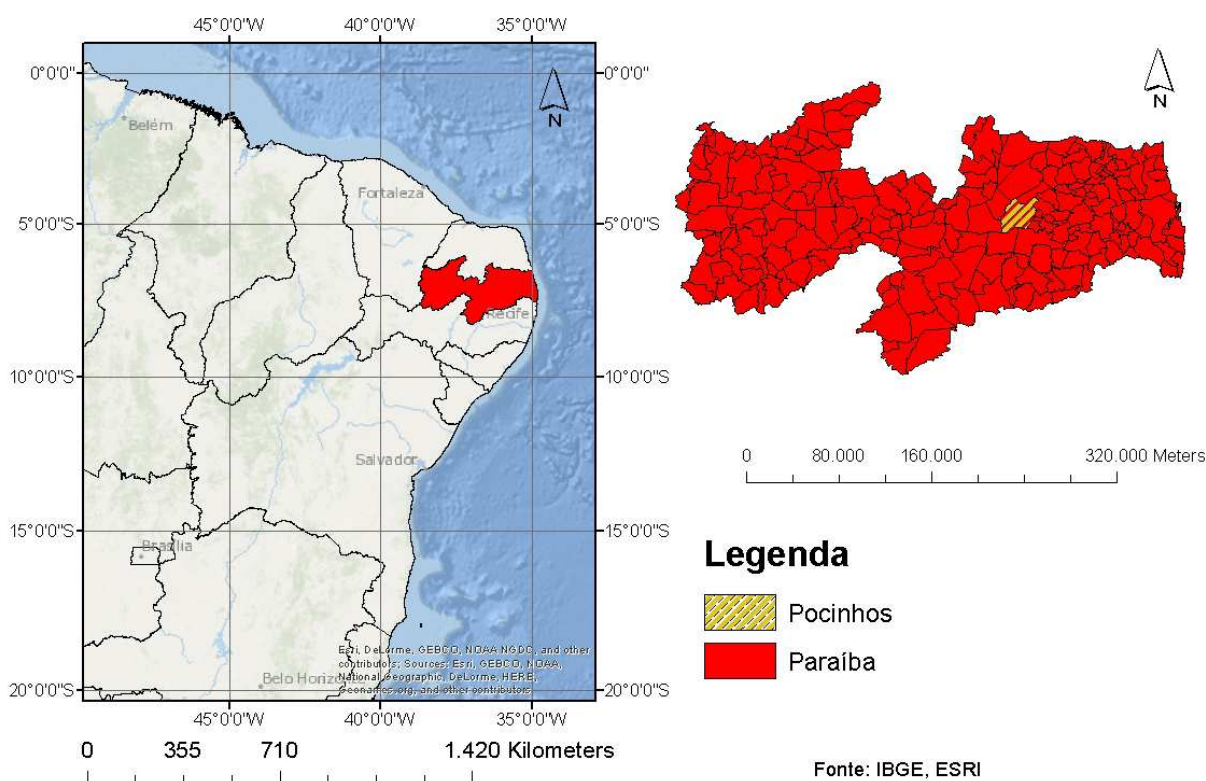 45°0'0"W 40°0'0"W 35°0'0"W
0°0'0"
0°0'0"
N
Belém
Fortaleza
5°0'0"S
5°0'0"S
Recife
10°0'0"S
10°0'0"S
Salvador
15°0'0"S
15°0'0"S
Brasília
Esri, DeLorme, GEBCO, NOAA NGDC, and other
contributors; Sources: Esri, GEBCO, NOAA,
National Geographic, DeLorme, HERE,
Geonames.org, and other contributors
Belo Horizonte
20°0'0"S
20°0'0"S
45°0'0"W 40°0'0"W 35°0'0"W
0 355 710 1.420 Kilometers
N
0 80.000 160.000 320.000 Meters
Legenda
Pocinhos
Paraíba
Fonte: IBGE, ESRI